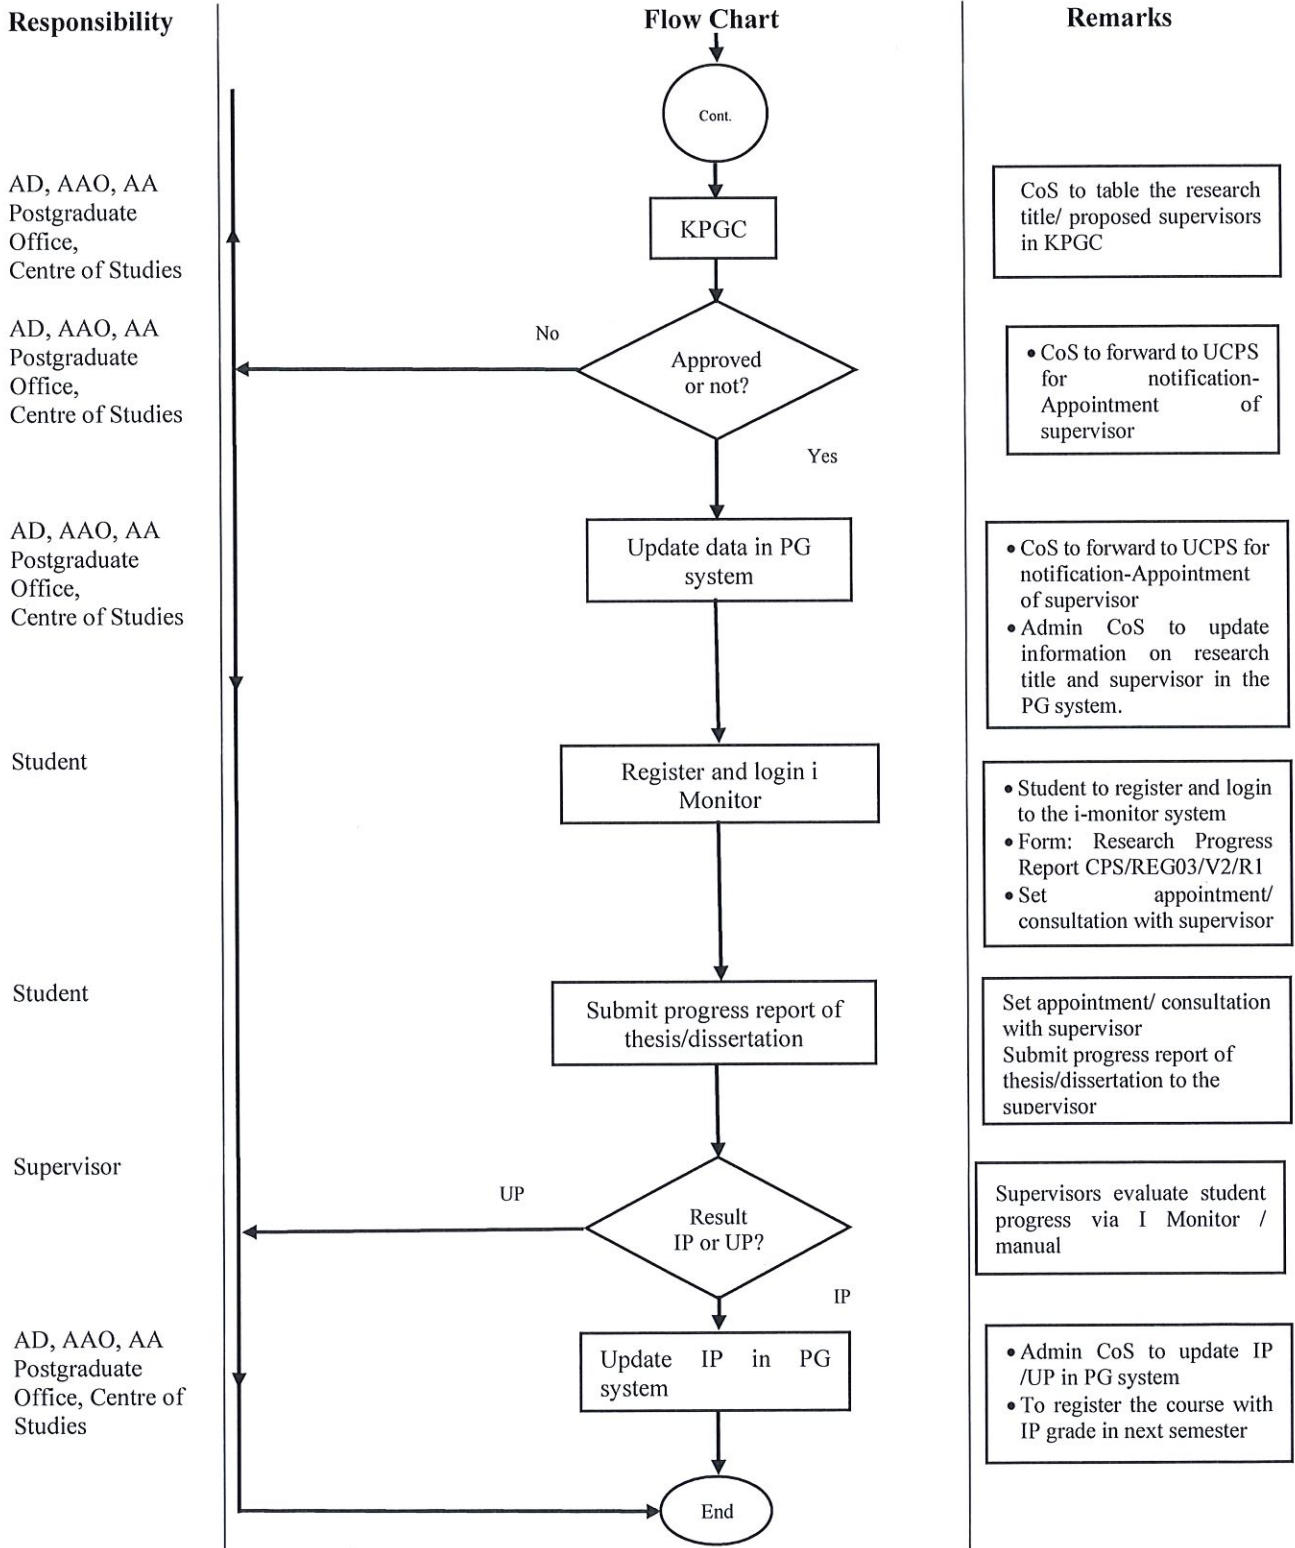 Responsibility
Flow Chart
Remarks
Cont.
AD, AAO, AA
Postgraduate
Office,
Centre of Studies
KPGC
CoS to table the research
title/ proposed supervisors
in KPGC
AD, AAO, AA
Postgraduate
Office,
Centre of Studies
No
Approved
or not?
Yes
• CoS to forward to UCPS
for notification-
Appointment of
supervisor
AD, AAO, AA
Postgraduate
Office,
Centre of Studies
Update data in PG
system
• CoS to forward to UCPS for
notification-Appointment
of supervisor
• Admin CoS to update
information on research
title and supervisor in the
PG system.
Student
Register and login i
Monitor
• Student to register and login
to the i-monitor system
• Form: Research Progress
Report CPS/REG03/V2/R1
• Set appointment/
consultation with supervisor
Student
Submit progress report of
thesis/dissertation
Set appointment/ consultation
with supervisor
Submit progress report of
thesis/dissertation to the
supervisor
Supervisor
UP
Result
IP or UP?
IP
Supervisors evaluate student
progress via I Monitor /
manual
AD, AAO, AA
Postgraduate
Office, Centre of
Studies
Update IP in PG
system
• Admin CoS to update IP
/UP in PG system
• To register the course with
IP grade in next semester
End